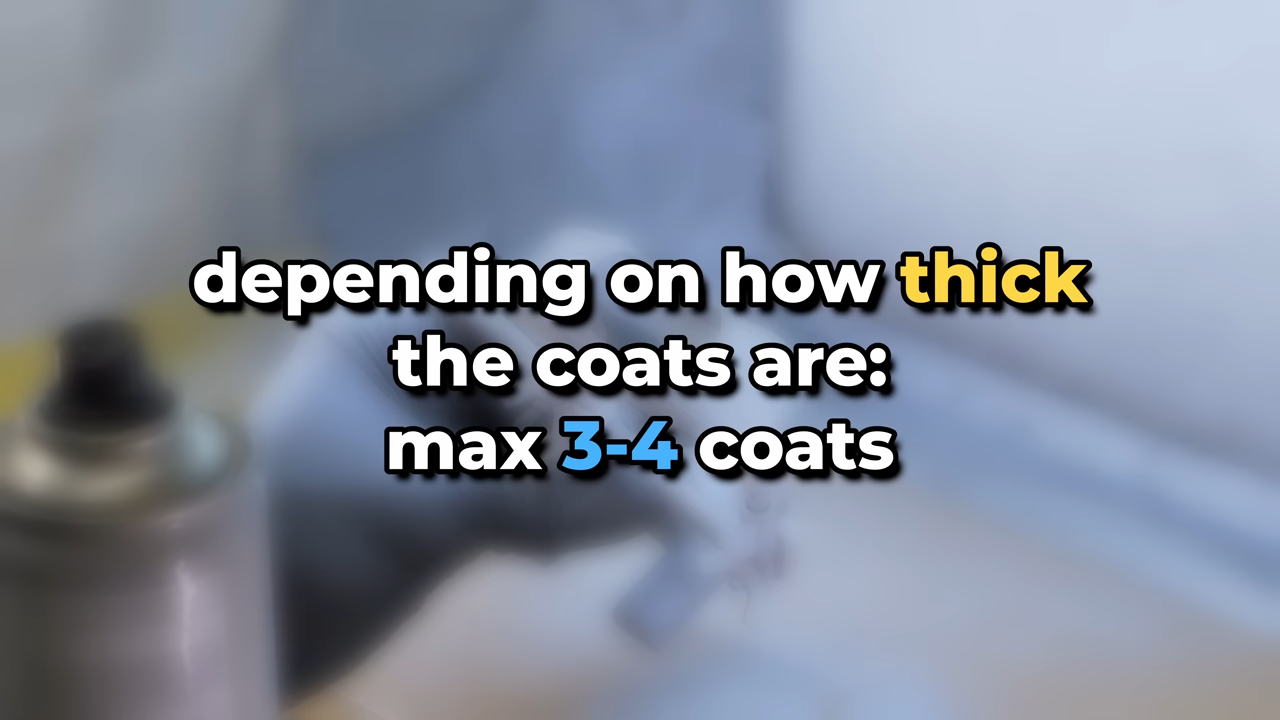 depending on how thick
the coats are:
max 3-4 coats